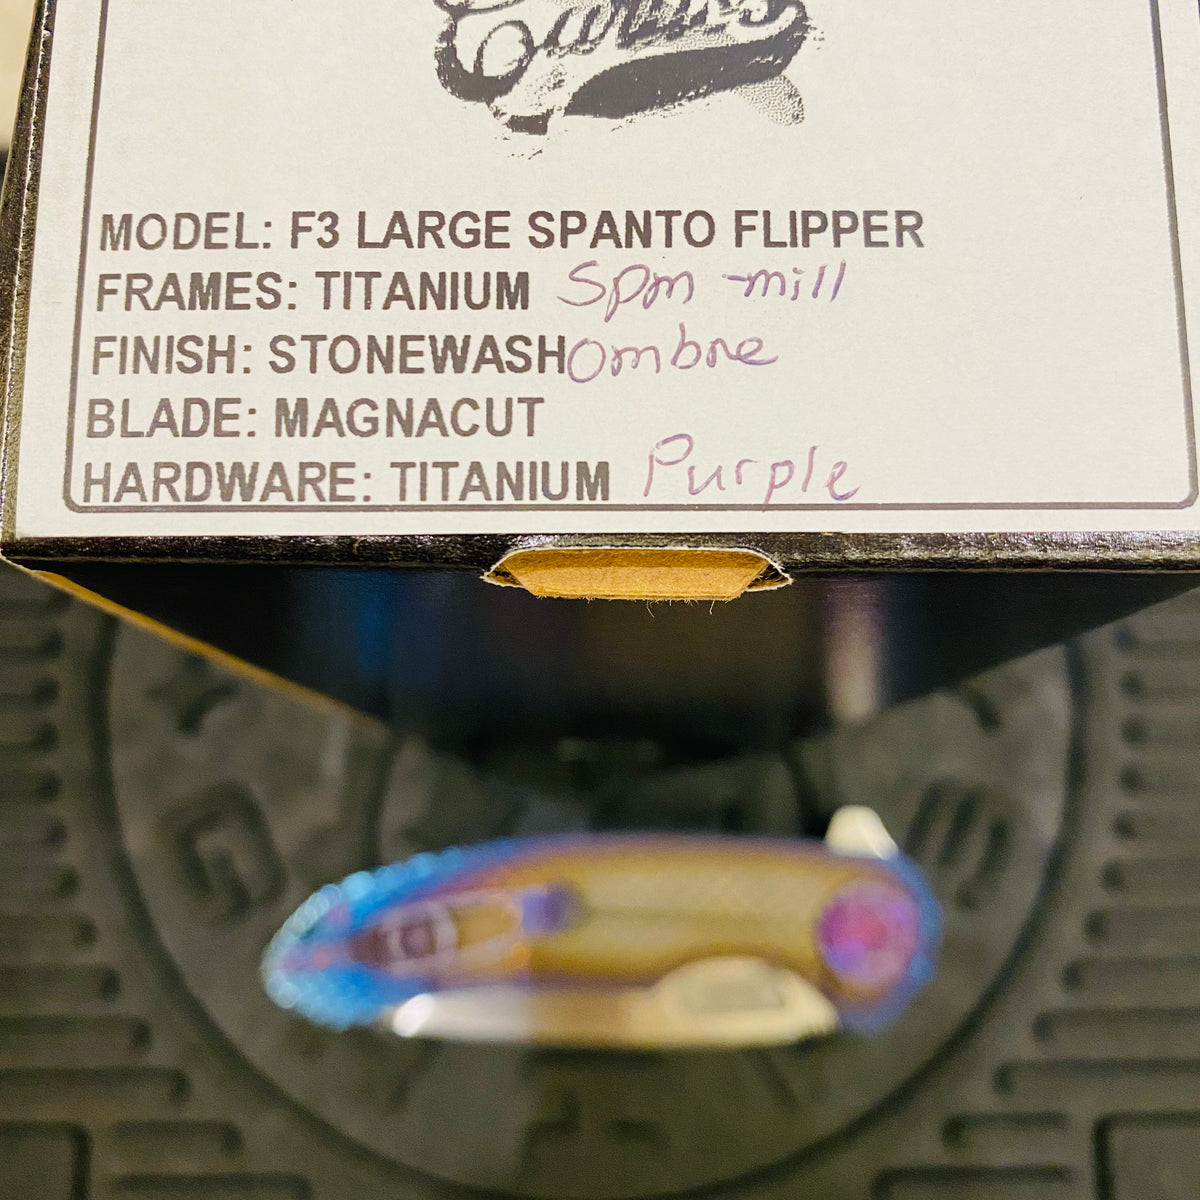 MODEL: F3 LARGE SPANTO FLIPPER
FRAMES: TITANIUM Spm -mill
FINISH: STONEWASH Ombre
BLADE: MAGNACUT
HARDWARE: TITANIUM Purple